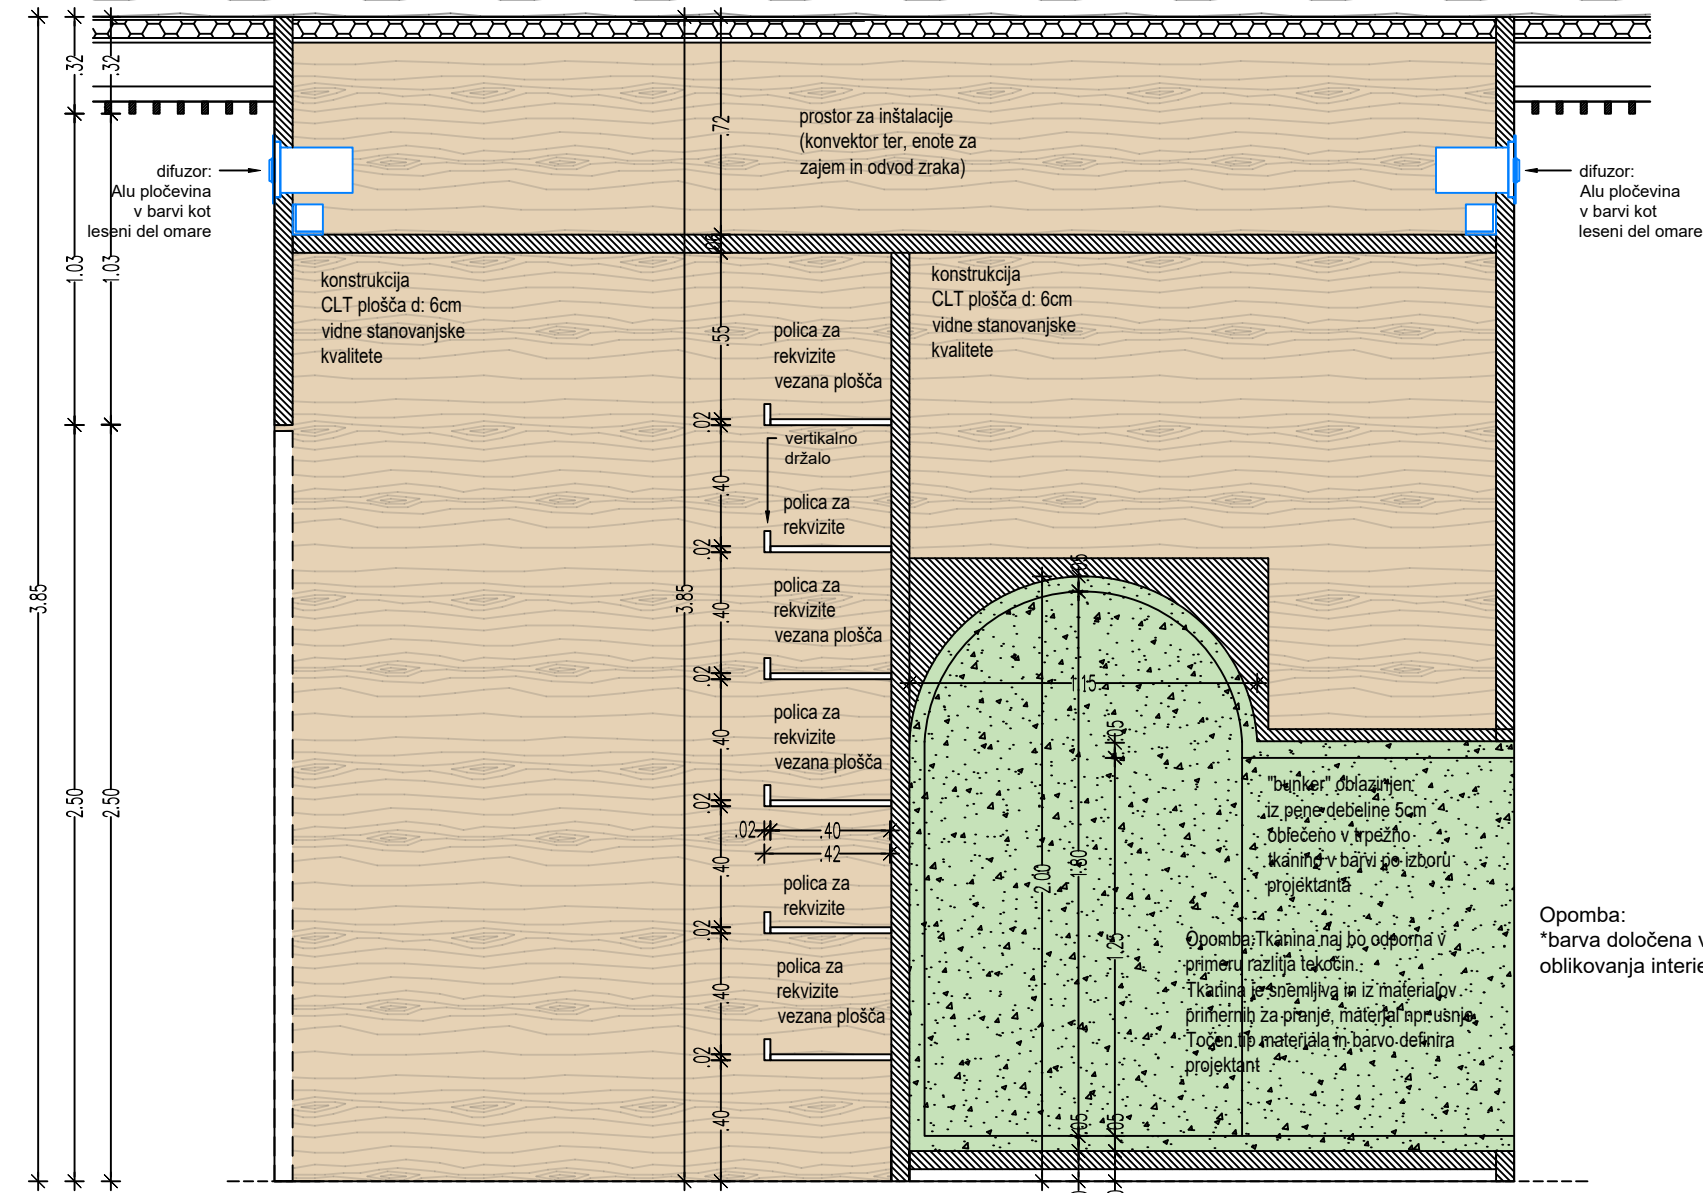 .32
.32
.72
prostor za inštalacije
(konvektor ter, enote za
zajem in odvod zraka)
difuzor:
Alu pločevina
v barvi kot
leseni del omare
difuzor:
Alu pločevina
v barvi kot
leseni del omare
1.03
1.03
konstrukcija
CLT plošča d: 6cm
vidne stanovanjske
kvalitete
konstrukcija
CLT plošča d: 6cm
vidne stanovanjske
kvalitete
.55
polica za
rekvizite
vezana plošča
.02
vertikalno
držalo
.40
polica za
rekvizite
.02
3.85
3.85
.40
polica za
rekvizite
vezana plošča
.02
1.15
.40
polica za
rekvizite
vezana plošča
.05
2.50
2.50
.02
.02
.40
.42
"bunker" oblazinjen
iz pene debeline 5cm
oblečeno v trpežno
tkanino v barvi po izboru
projektanta
2.00
1.80
.40
polica za
rekvizite
.02
1.25
Opomba:Tkanina naj bo odporna v
primeru razlitja tekočin.
Tkanina je snemljiva in iz materialov
primernih za pranje, material npr usnje.
Točen tip materiala in barvo definira
projektant
Opomba:
*barva določena v
oblikovanja
.40
polica za
rekvizite
vezana plošča
.02
.40
.05
.05